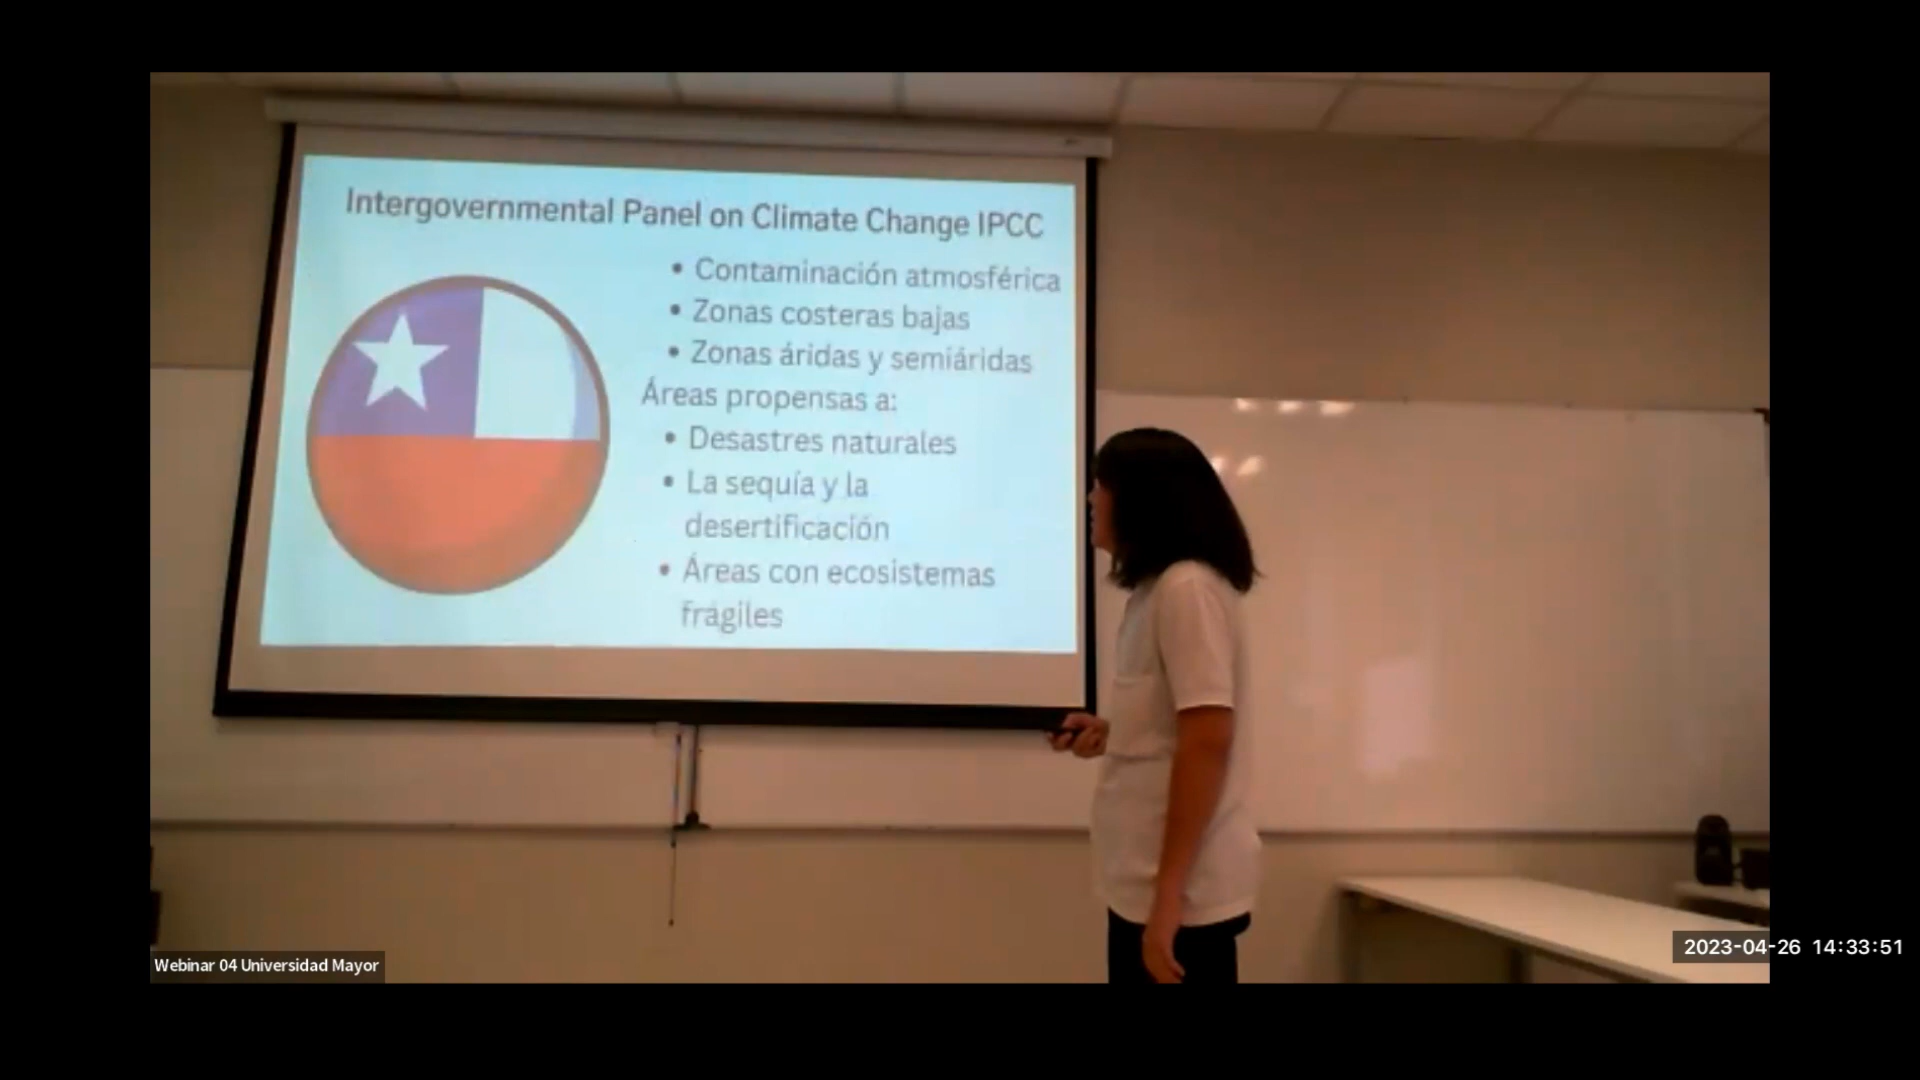 Intergovernmental Panel on Climate Change IPCC
• Contaminación atmosférica
• Zonas costeras bajas
• Zonas áridas y semiáridas
Áreas propensas a:
• Desastres naturales
• La sequía y la
desertificación
• Áreas con ecosistemas
frágiles
Webinar 04 Universidad Mayor
2023-04-26 14:33:51